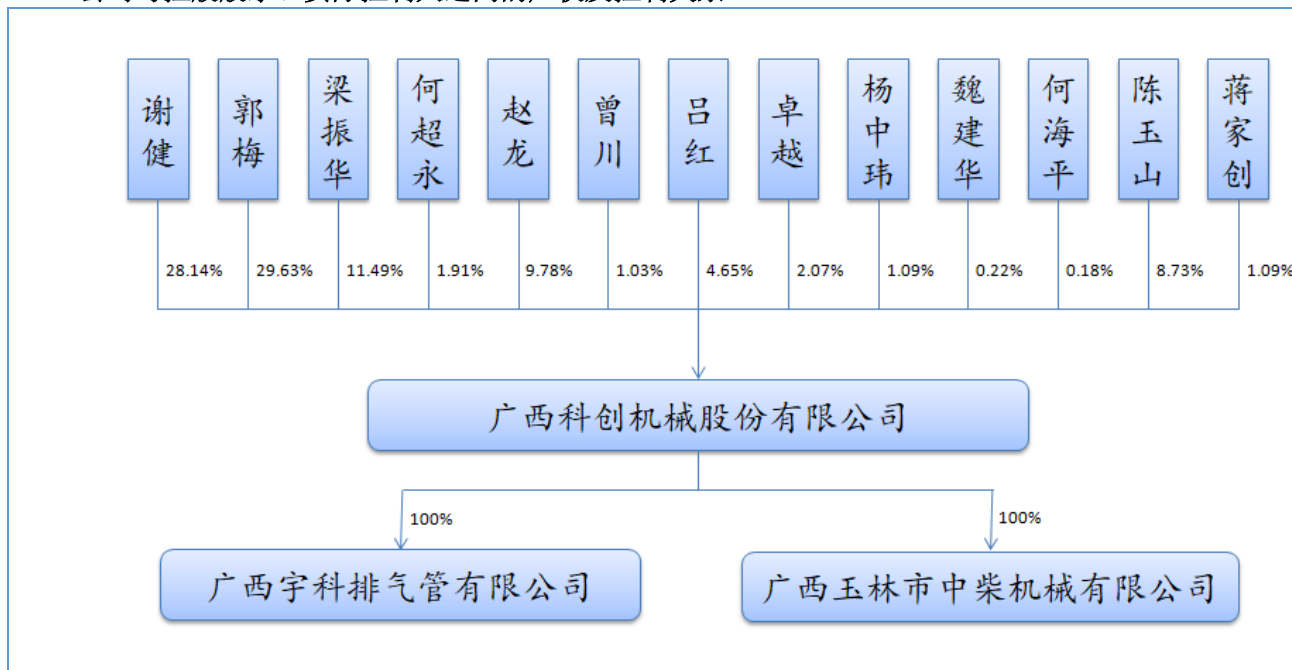 谢健
郭梅
梁振华
何超永
赵龙
曾川
吕红
卓越
杨中玮
魏建华
何海平
陈玉山
蒋家创
28.14%
29.63%
11.49%
1.91%
9.78%
1.03%
4.65%
2.07%
1.09%
0.22%
0.18%
8.73%
1.09%
广西科创机械股份有限公司
100%
100%
广西宇科排气管有限公司
广西玉林市中柴机械有限公司